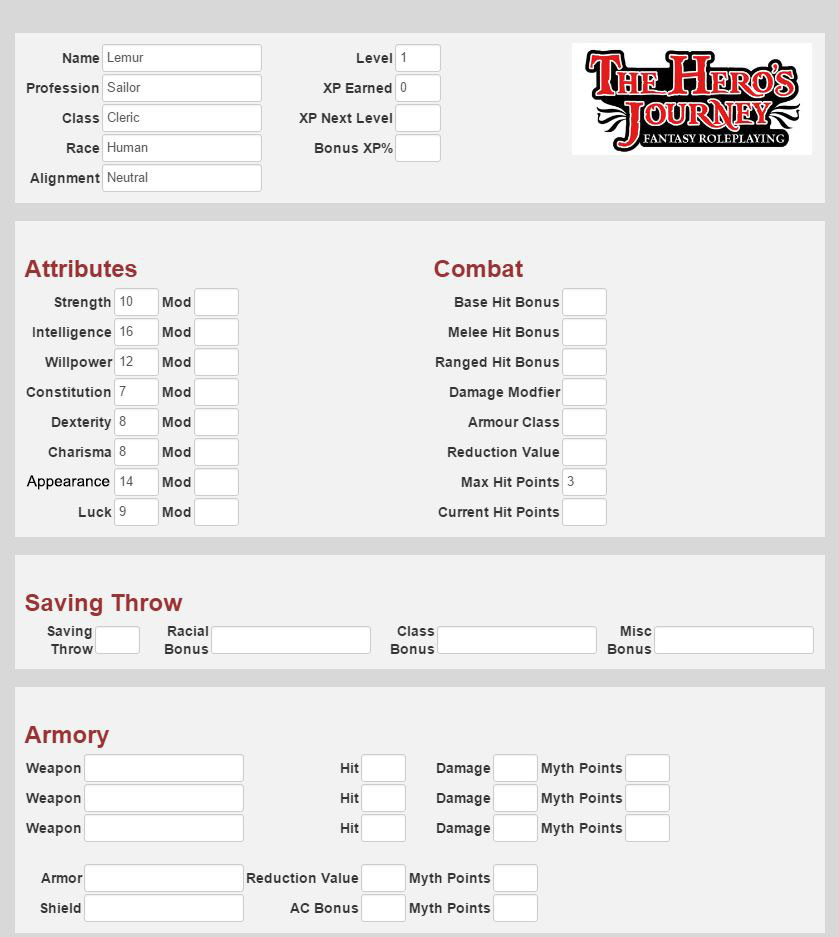 Name Lemur Level 1
Profession Sailor XP Earned 0
Class Cleric XP Next Level
Race Human Bonus XP%
Alignment Neutral
THE HERO'S
JOURNEY
FANTASY ROLEPLAYING
Attributes
Strength 10 Mod
Intelligence 16 Mod
Willpower 12 Mod
Constitution 7 Mod
Dexterity 8 Mod
Charisma 8 Mod
Appearance 14 Mod
Luck 9 Mod
Combat
Base Hit Bonus
Melee Hit Bonus
Ranged Hit Bonus
Damage Modfier
Armour Class
Reduction Value
Max Hit Points 3
Current Hit Points
Saving Throw
Saving Throw Racial Bonus Class Bonus Misc Bonus
Armory
Weapon Hit Damage Myth Points
Weapon Hit Damage Myth Points
Weapon Hit Damage Myth Points
Armor Reduction Value Myth Points
Shield AC Bonus Myth Points